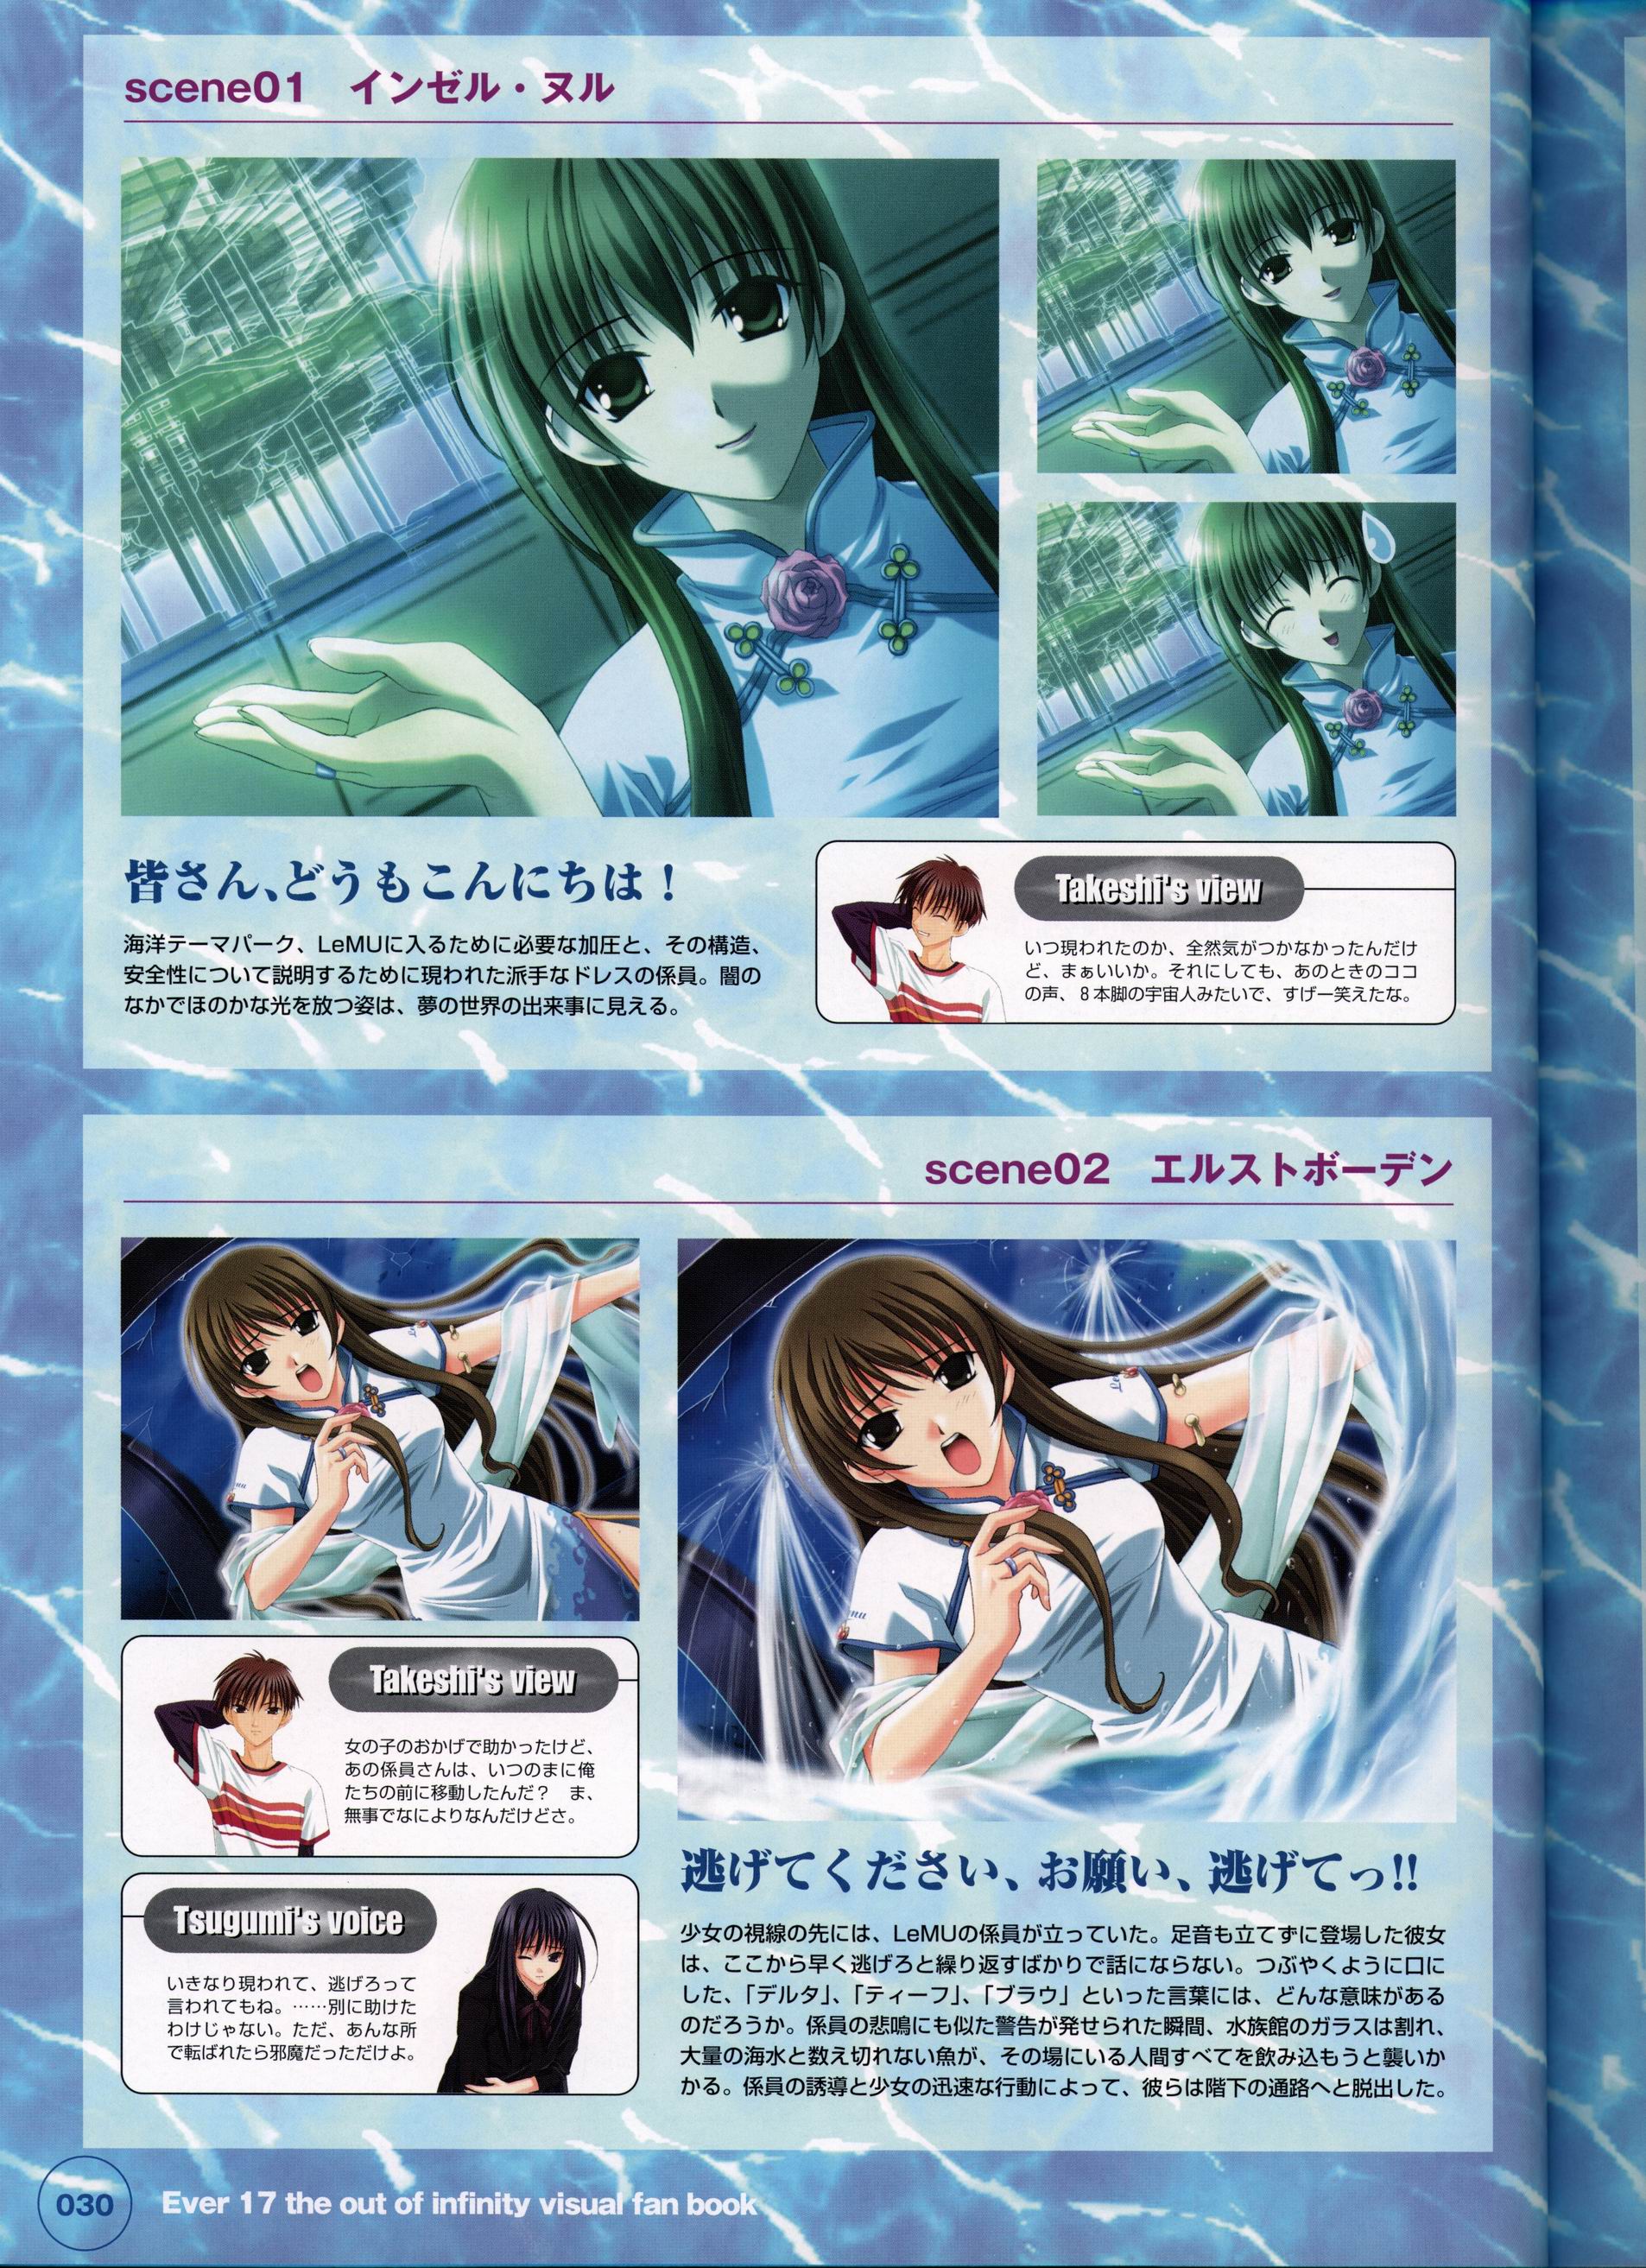 scene01　インゼル・ヌル
皆さん、どうもこんにちは！
海洋テーマパーク、LeMUに入るために必要な加圧と、その構造、
安全性について説明するために現われた派手なドレスの係員。闇の
なかでほのかな光を放つ姿は、夢の世界の出来事に見える。
Takeshi's view
いつ現われたのか、全然気がつかなかったんだけ
ど、まぁいいか。それにしても、あのときのココ
の声、８本脚の宇宙人みたいで、すげー笑えたな。
scene02　エルストボーデン
Takeshi's view
女の子のおかげで助かったけど、
あの係員さんは、いつのまに俺
たちの前に移動したんだ？　ま、
無事でなによりなんだけどさ。
Tsugumi's voice
いきなり現われて、逃げろって
言われてもね。……別に助けた
わけじゃない。ただ、あんな所
で転ばれたら邪魔だっただけよ。
逃げてください、お願い、逃げてっ!!
少女の視線の先には、LeMUの係員が立っていた。足音も立てずに登場した彼女
は、ここから早く逃げろと繰り返すばかりで話にならない。つぶやくように口に
した、「デルタ」、「ティーフ」、「ブラウ」といった言葉には、どんな意味がある
のだろうか。係員の悲鳴にも似た警告が発せられた瞬間、水族館のガラスは割れ、
大量の海水と数え切れない魚が、その場にいる人間すべてを飲み込もうと襲いか
かる。係員の誘導と少女の迅速な行動によって、彼らは階下の通路へと脱出した。
030
Ever 17 the out of infinity visual fan book